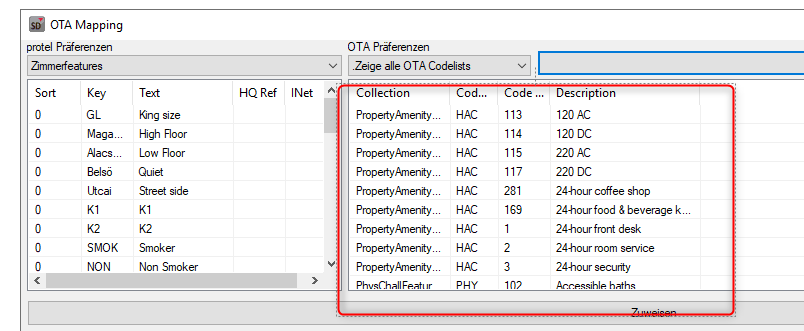 SD OTA Mapping
protel Präferenzen OTA Präferenzen
Zimmerfeatures .Zeige alle OTA Codelists
Sort Key Text HQ Ref INet Collection Cod... Code ... Description
0 GL King size PropertyAmenity... HAC 113 120 AC
0 Maga... High Floor PropertyAmenity... HAC 114 120 DC
0 Alacs... Low Floor PropertyAmenity... HAC 115 220 AC
0 Belsö Quiet PropertyAmenity... HAC 117 220 DC
0 Utcai Street side PropertyAmenity... HAC 281 24-hour coffee shop
0 K1 K1 PropertyAmenity... HAC 169 24-hour food & beverage k...
0 K2 K2 PropertyAmenity... HAC 1 24-hour front desk
0 SMOK Smoker PropertyAmenity... HAC 2 24-hour room service
0 NON Non Smoker PropertyAmenity... HAC 3 24-hour security
PhysChallFeatur PHY 102 Accessible baths
Zuweisen